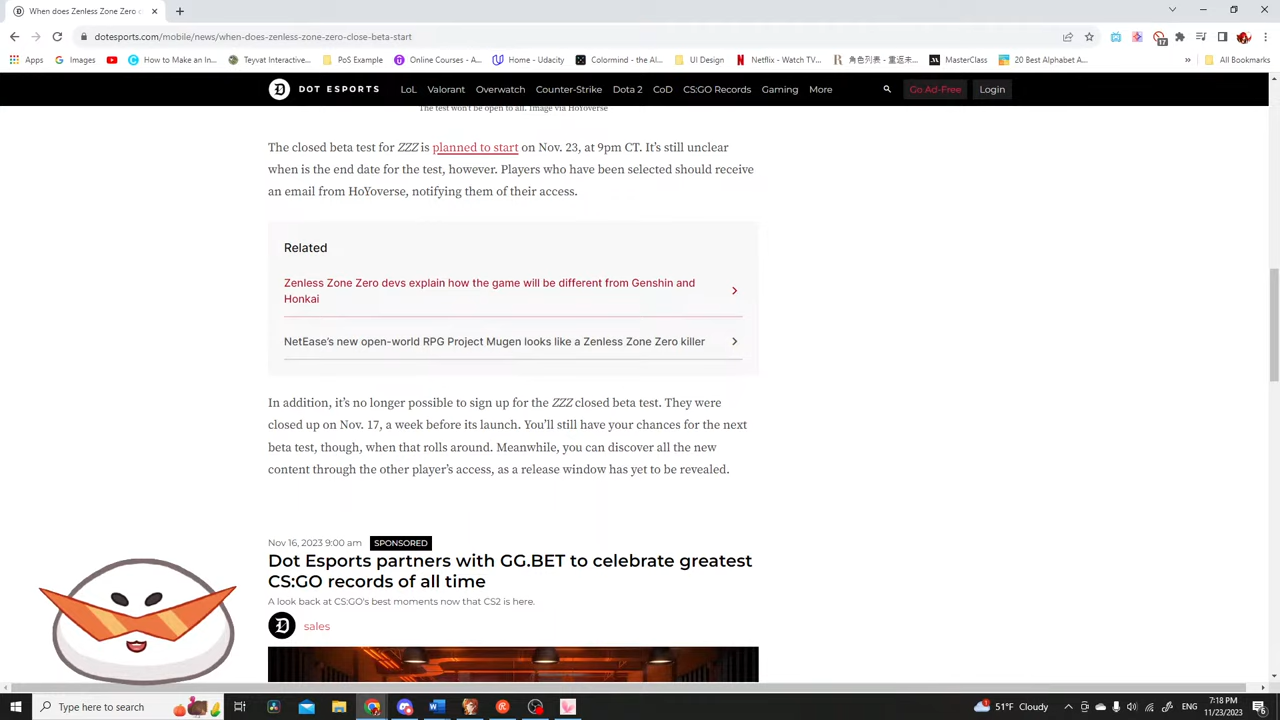 When does Zenless Zone Zero c
dotesports.com/mobile/news/when-does-zenless-zone-zero-close-beta-start
17
Apps
Images
How to Make an In...
Teyvat Interactive...
PoS Example
Online Courses - A...
Home - Udacity
Colormind - the AI...
UI Design
Netflix - Watch TV...
角色列表 - 重返未...
MasterClass
20 Best Alphabet A...
»
All Bookmarks
DOT ESPORTS
LoL
Valorant
Overwatch
Counter-Strike
Dota 2
CoD
CS:GO Records
Gaming
More
Go Ad-Free
Login
The test won't be open to all. Image via HoYoverse
The closed beta test for ZZZ is planned to start on Nov. 23, at 9pm CT. It's still unclear
when is the end date for the test, however. Players who have been selected should receive
an email from HoYoverse, notifying them of their access.
Related
Zenless Zone Zero devs explain how the game will be different from Genshin and
Honkai
NetEase's new open-world RPG Project Mugen looks like a Zenless Zone Zero killer
In addition, it's no longer possible to sign up for the ZZZ closed beta test. They were
closed up on Nov. 17, a week before its launch. You'll still have your chances for the next
beta test, though, when that rolls around. Meanwhile, you can discover all the new
content through the other player's access, as a release window has yet to be revealed.
Nov 16, 2023 9:00 am SPONSORED
Dot Esports partners with GG.BET to celebrate greatest
CS:GO records of all time
A look back at CS:GO's best moments now that CS2 is here.
sales
Type here to search
51°F Cloudy
ENG
7:18 PM
11/23/2023
6